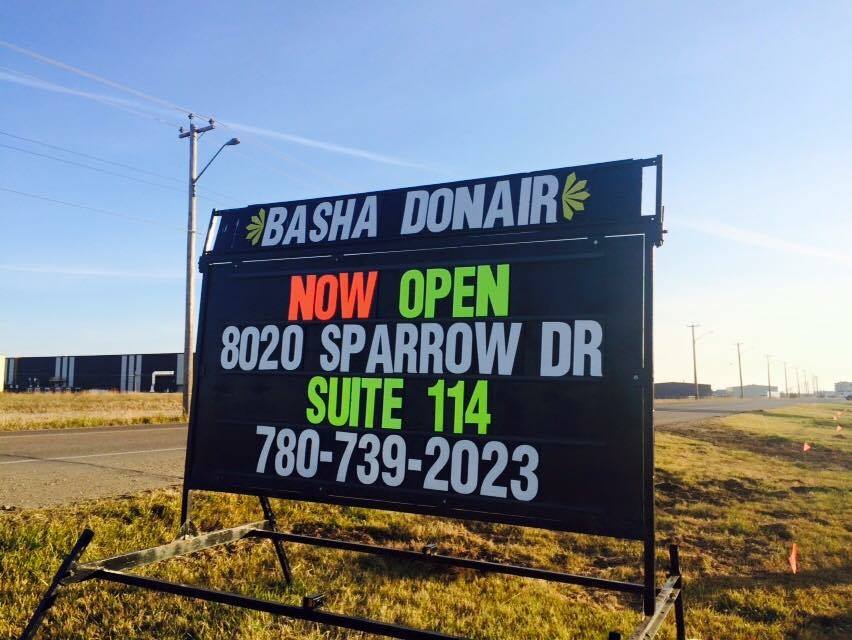 BASHA DONAIR
NOW OPEN
8020 SPARROW DR
SUITE 114
780-739-2023